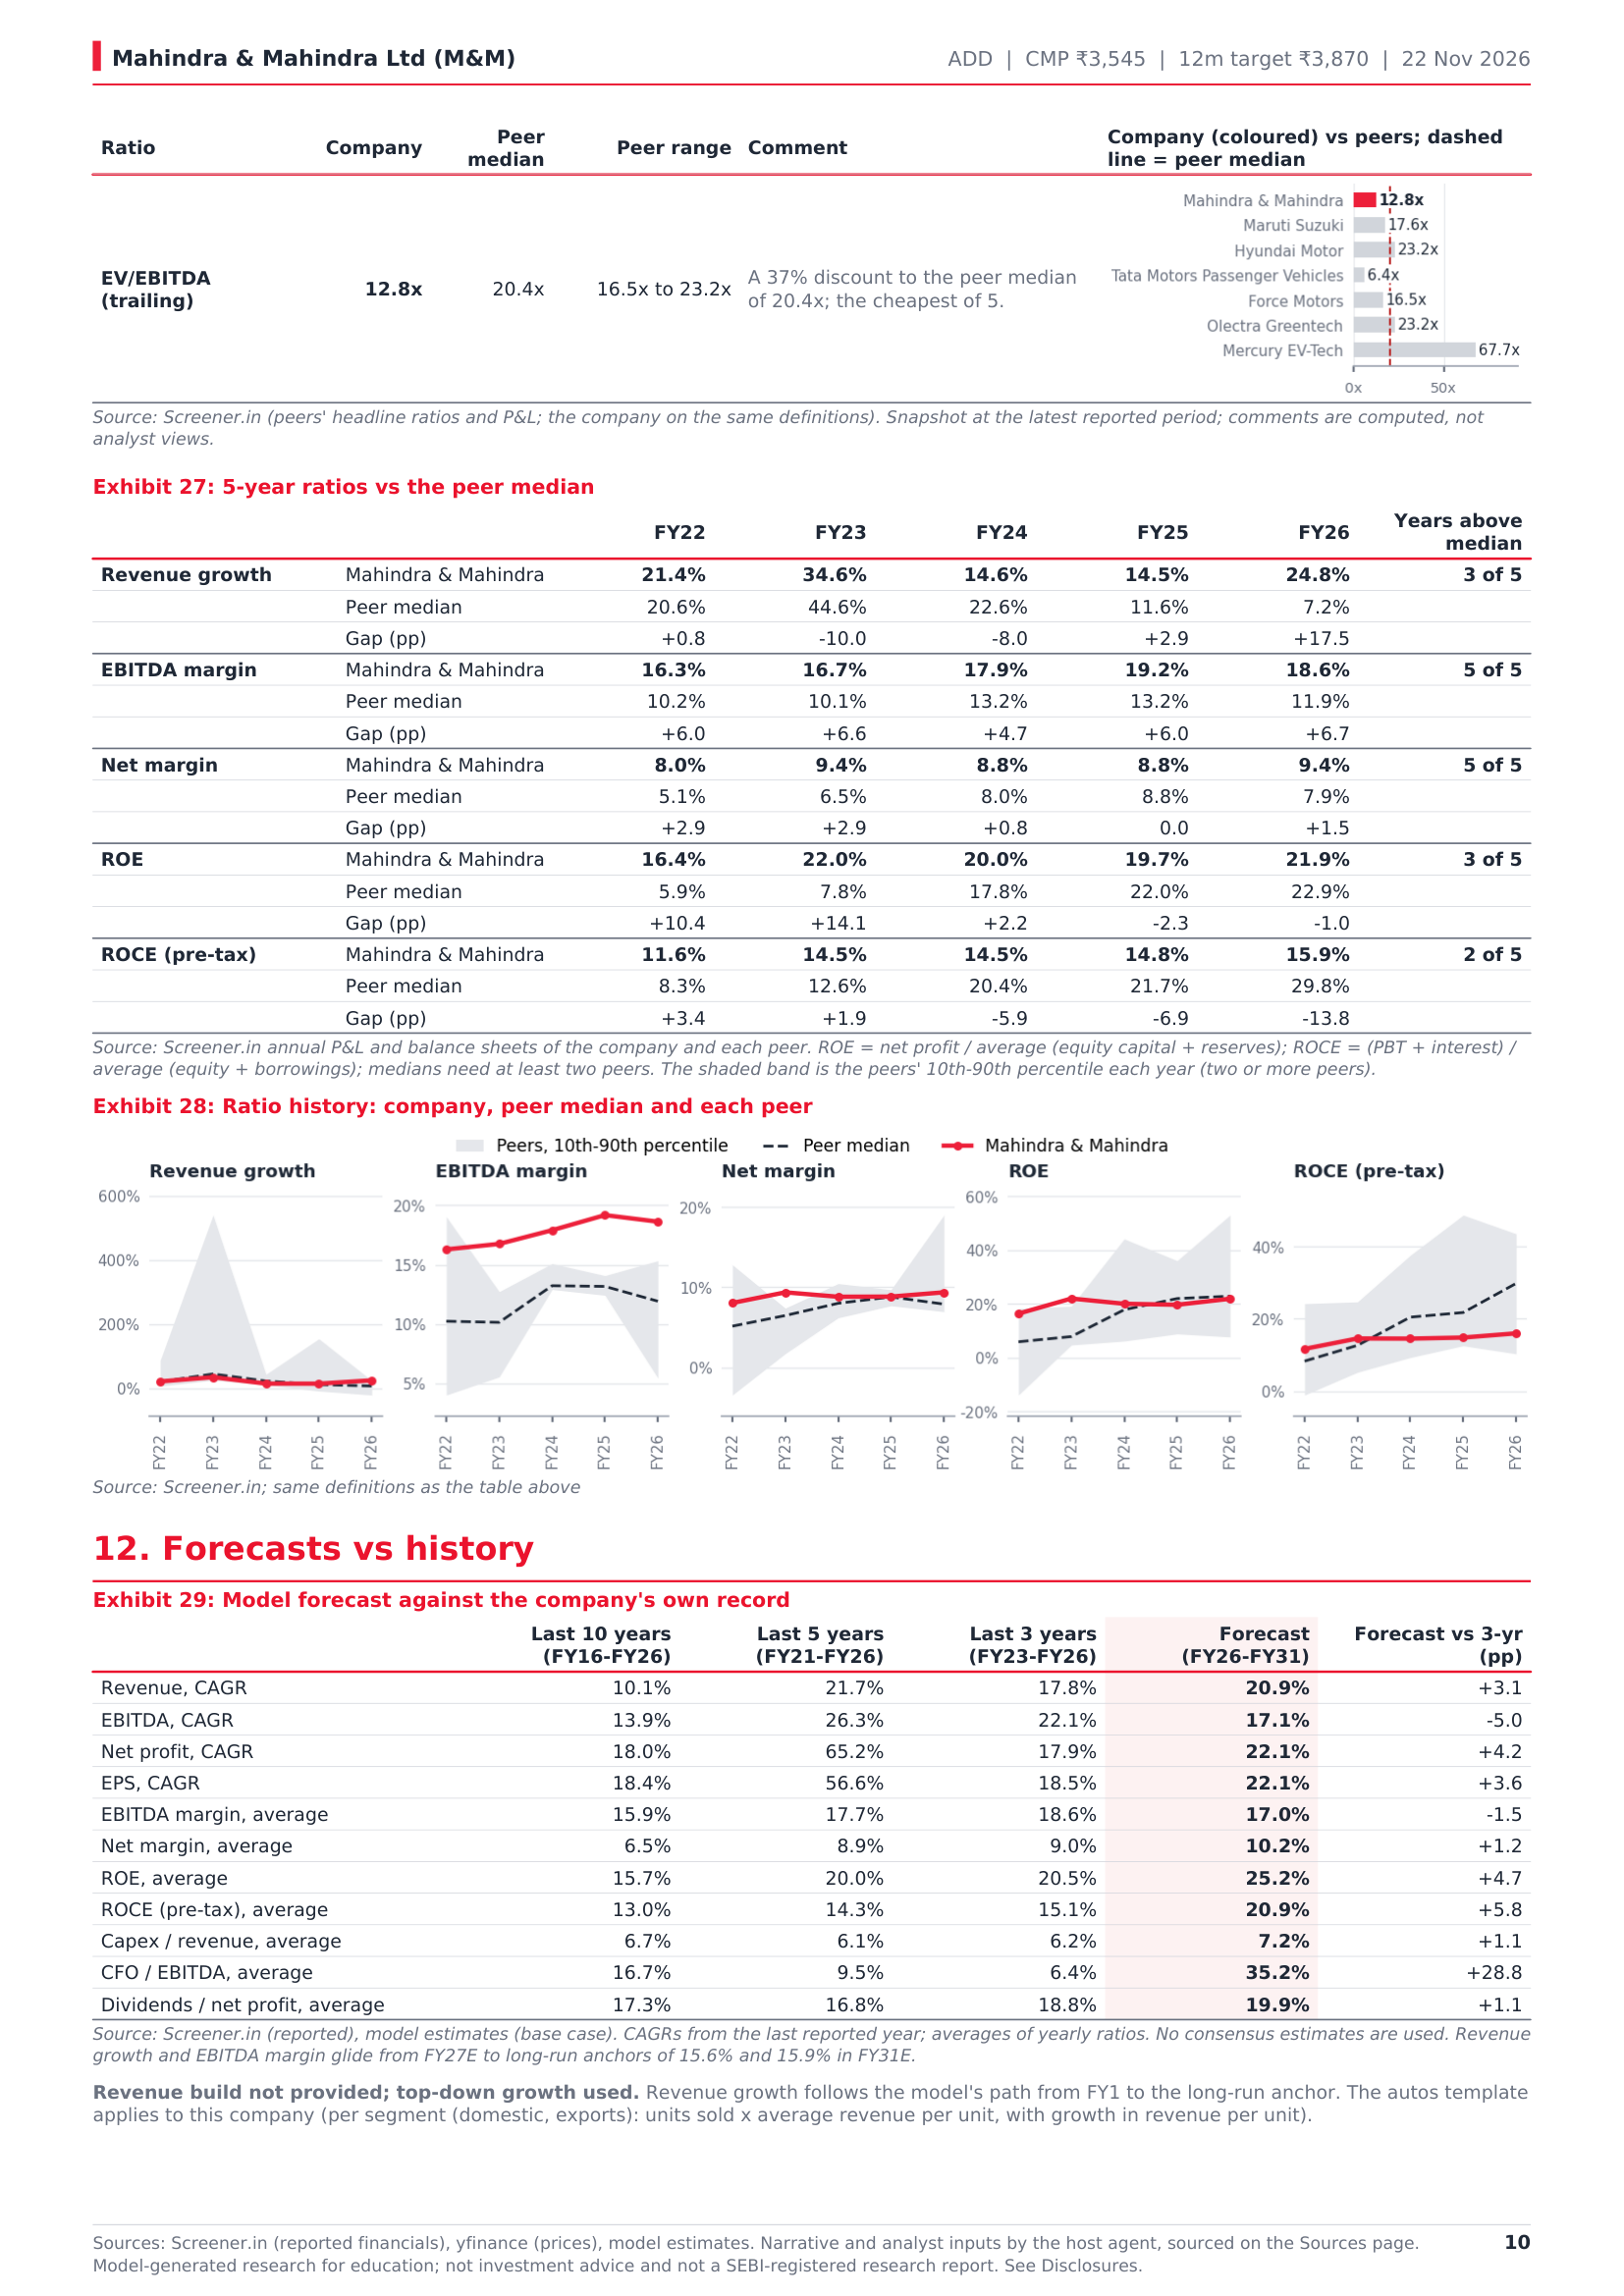 Mahindra & Mahindra Ltd (M&M)
ADD | CMP ₹3,545 | 12m target ₹3,870 | 22 Nov 2026
Ratio Company Peer median Peer range Comment Company (coloured) vs peers; dashed line = peer median
EV/EBITDA (trailing) 12.8x 20.4x 16.5x to 23.2x A 37% discount to the peer median of 20.4x; the cheapest of 5.
Mahindra & Mahindra 12.8x
Maruti Suzuki 17.6x
Hyundai Motor 23.2x
Tata Motors Passenger Vehicles 6.4x
Force Motors 16.5x
Olectra Greentech 23.2x
Mercury EV-Tech 67.7x
0x 50x
Source: Screener.in (peers' headline ratios and P&L; the company on the same definitions). Snapshot at the latest reported period; comments are computed, not
analyst views.
Exhibit 27: 5-year ratios vs the peer median
FY22 FY23 FY24 FY25 FY26 Years above median
Revenue growth Mahindra & Mahindra 21.4% 34.6% 14.6% 14.5% 24.8% 3 of 5
Peer median 20.6% 44.6% 22.6% 11.6% 7.2%
Gap (pp) +0.8 -10.0 -8.0 +2.9 +17.5
EBITDA margin Mahindra & Mahindra 16.3% 16.7% 17.9% 19.2% 18.6% 5 of 5
Peer median 10.2% 10.1% 13.2% 13.2% 11.9%
Gap (pp) +6.0 +6.6 +4.7 +6.0 +6.7
Net margin Mahindra & Mahindra 8.0% 9.4% 8.8% 8.8% 9.4% 5 of 5
Peer median 5.1% 6.5% 8.0% 8.8% 7.9%
Gap (pp) +2.9 +2.9 +0.8 0.0 +1.5
ROE Mahindra & Mahindra 16.4% 22.0% 20.0% 19.7% 21.9% 3 of 5
Peer median 5.9% 7.8% 17.8% 22.0% 22.9%
Gap (pp) +10.4 +14.1 +2.2 -2.3 -1.0
ROCE (pre-tax) Mahindra & Mahindra 11.6% 14.5% 14.5% 14.8% 15.9% 2 of 5
Peer median 8.3% 12.6% 20.4% 21.7% 29.8%
Gap (pp) +3.4 +1.9 -5.9 -6.9 -13.8
Source: Screener.in annual P&L and balance sheets of the company and each peer. ROE = net profit / average (equity capital + reserves); ROCE = (PBT + interest) /
average (equity + borrowings); medians need at least two peers. The shaded band is the peers' 10th-90th percentile each year (two or more peers).
Exhibit 28: Ratio history: company, peer median and each peer
Peers, 10th-90th percentile Peer median Mahindra & Mahindra
Revenue growth
600%
400%
200%
0%
FY22 FY23 FY24 FY25 FY26
EBITDA margin
20%
15%
10%
5%
FY22 FY23 FY24 FY25 FY26
Net margin
20%
10%
0%
FY22 FY23 FY24 FY25 FY26
ROE
60%
40%
20%
0%
-20%
FY22 FY23 FY24 FY25 FY26
ROCE (pre-tax)
40%
20%
0%
FY22 FY23 FY24 FY25 FY26
Source: Screener.in; same definitions as the table above
12. Forecasts vs history
Exhibit 29: Model forecast against the company's own record
Last 10 years (FY16-FY26) Last 5 years (FY21-FY26) Last 3 years (FY23-FY26) Forecast (FY26-FY31) Forecast vs 3-yr (pp)
Revenue, CAGR 10.1% 21.7% 17.8% 20.9% +3.1
EBITDA, CAGR 13.9% 26.3% 22.1% 17.1% -5.0
Net profit, CAGR 18.0% 65.2% 17.9% 22.1% +4.2
EPS, CAGR 18.4% 56.6% 18.5% 22.1% +3.6
EBITDA margin, average 15.9% 17.7% 18.6% 17.0% -1.5
Net margin, average 6.5% 8.9% 9.0% 10.2% +1.2
ROE, average 15.7% 20.0% 20.5% 25.2% +4.7
ROCE (pre-tax), average 13.0% 14.3% 15.1% 20.9% +5.8
Capex / revenue, average 6.7% 6.1% 6.2% 7.2% +1.1
CFO / EBITDA, average 16.7% 9.5% 6.4% 35.2% +28.8
Dividends / net profit, average 17.3% 16.8% 18.8% 19.9% +1.1
Source: Screener.in (reported), model estimates (base case). CAGRs from the last reported year; averages of yearly ratios. No consensus estimates are used. Revenue
growth and EBITDA margin glide from FY27E to long-run anchors of 15.6% and 15.9% in FY31E.
Revenue build not provided; top-down growth used. Revenue growth follows the model's path from FY1 to the long-run anchor. The autos template
applies to this company (per segment (domestic, exports): units sold x average revenue per unit, with growth in revenue per unit).
Sources: Screener.in (reported financials), yfinance (prices), model estimates. Narrative and analyst inputs by the host agent, sourced on the Sources page.
Model-generated research for education; not investment advice and not a SEBI-registered research report. See Disclosures.
10